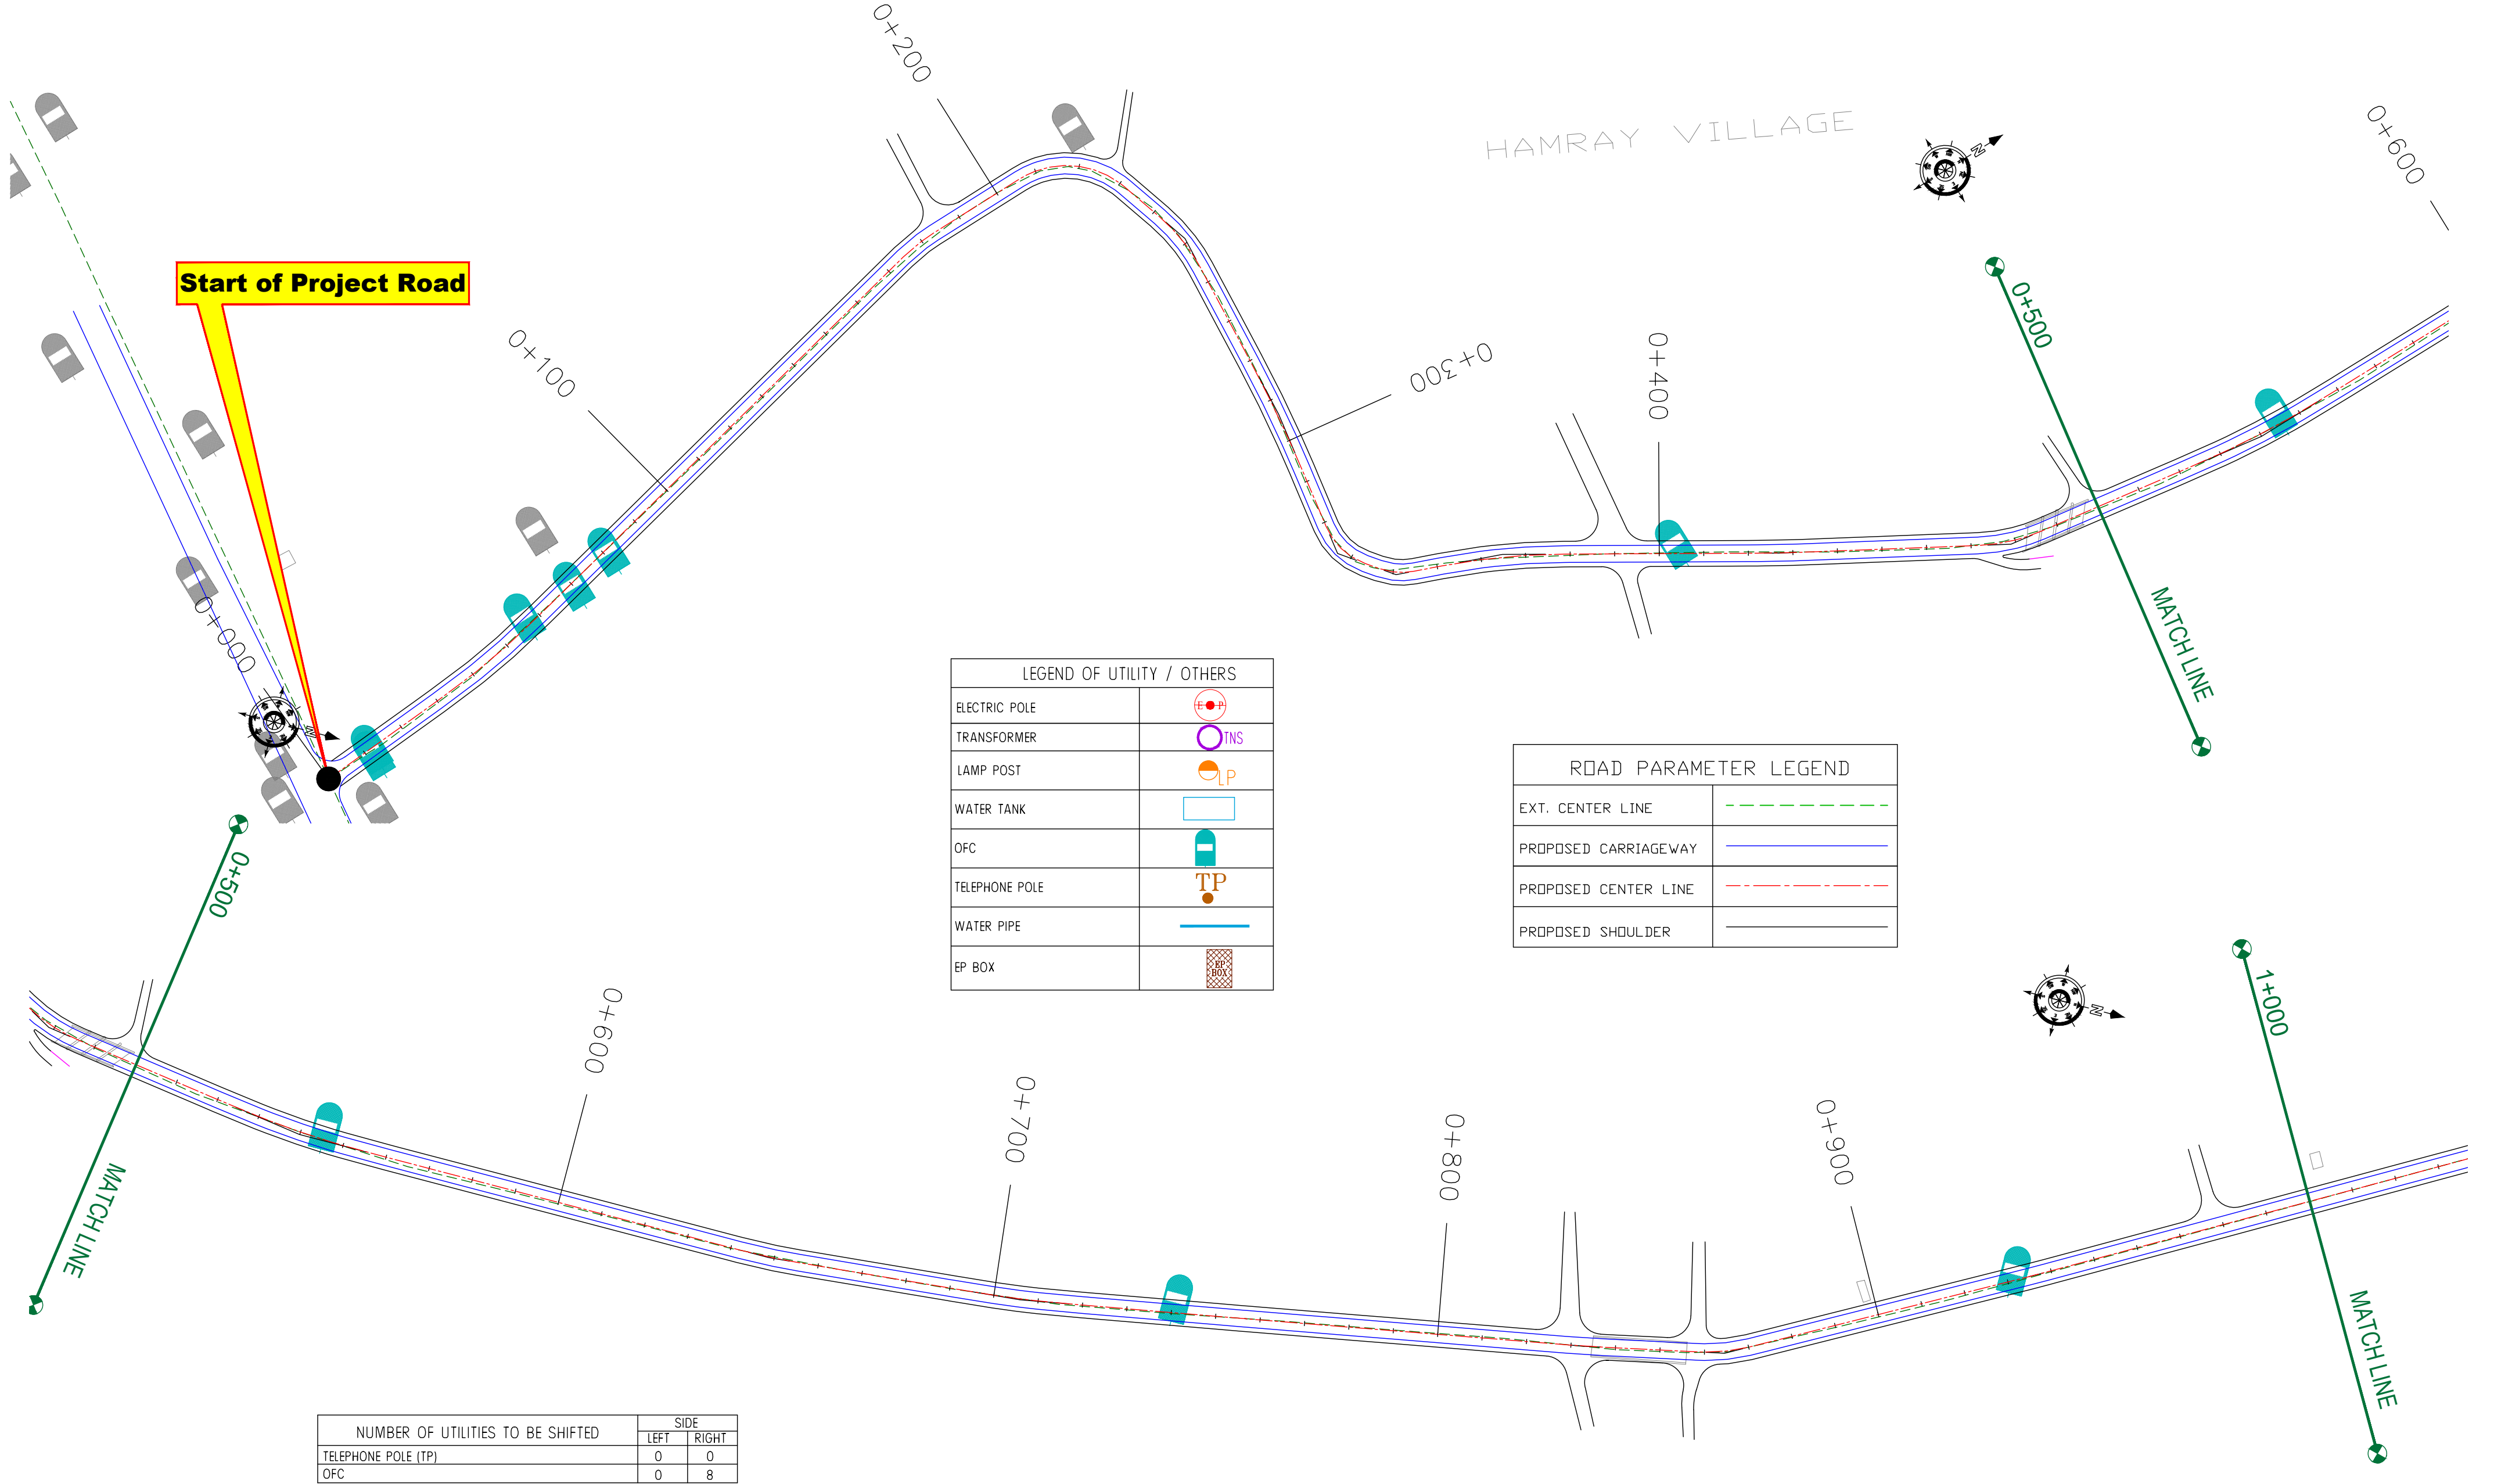 0+200
HAMRAY VILLAGE
N
0+600
Start of Project Road
0+500
0+100
0+300
0+400
0+000
N
MATCH LINE
LEGEND OF UTILITY / OTHERS
ELECTRIC POLE E P
TRANSFORMER TNS
LAMP POST LP
WATER TANK
OFC
TELEPHONE POLE TP
WATER PIPE
EP BOX EP BOX
ROAD PARAMETER LEGEND
EXT. CENTER LINE
PROPOSED CARRIAGEWAY
PROPOSED CENTER LINE
PROPOSED SHOULDER
0+500
MATCH LINE
0+600
0+700
0+800
0+900
N
1+000
MATCH LINE
NUMBER OF UTILITIES TO BE SHIFTED SIDE
LEFT RIGHT
TELEPHONE POLE (TP) 0 0
OFC 0 8